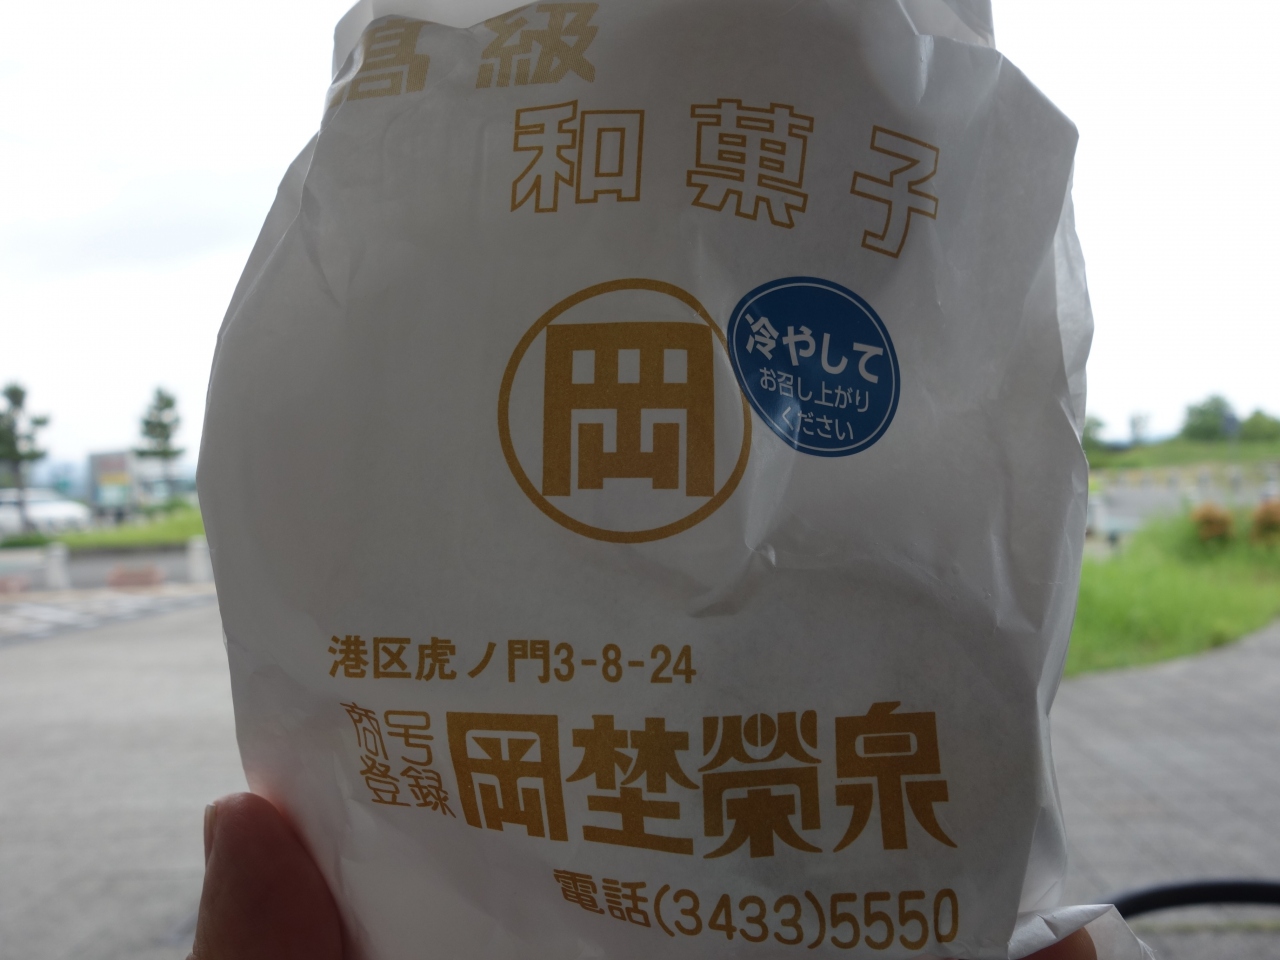 高級
和菓子
岡
冷やして
お召し上がり
ください
港区虎ノ門3-8-24
商号
登録
岡埜榮泉
電話(3433)5550